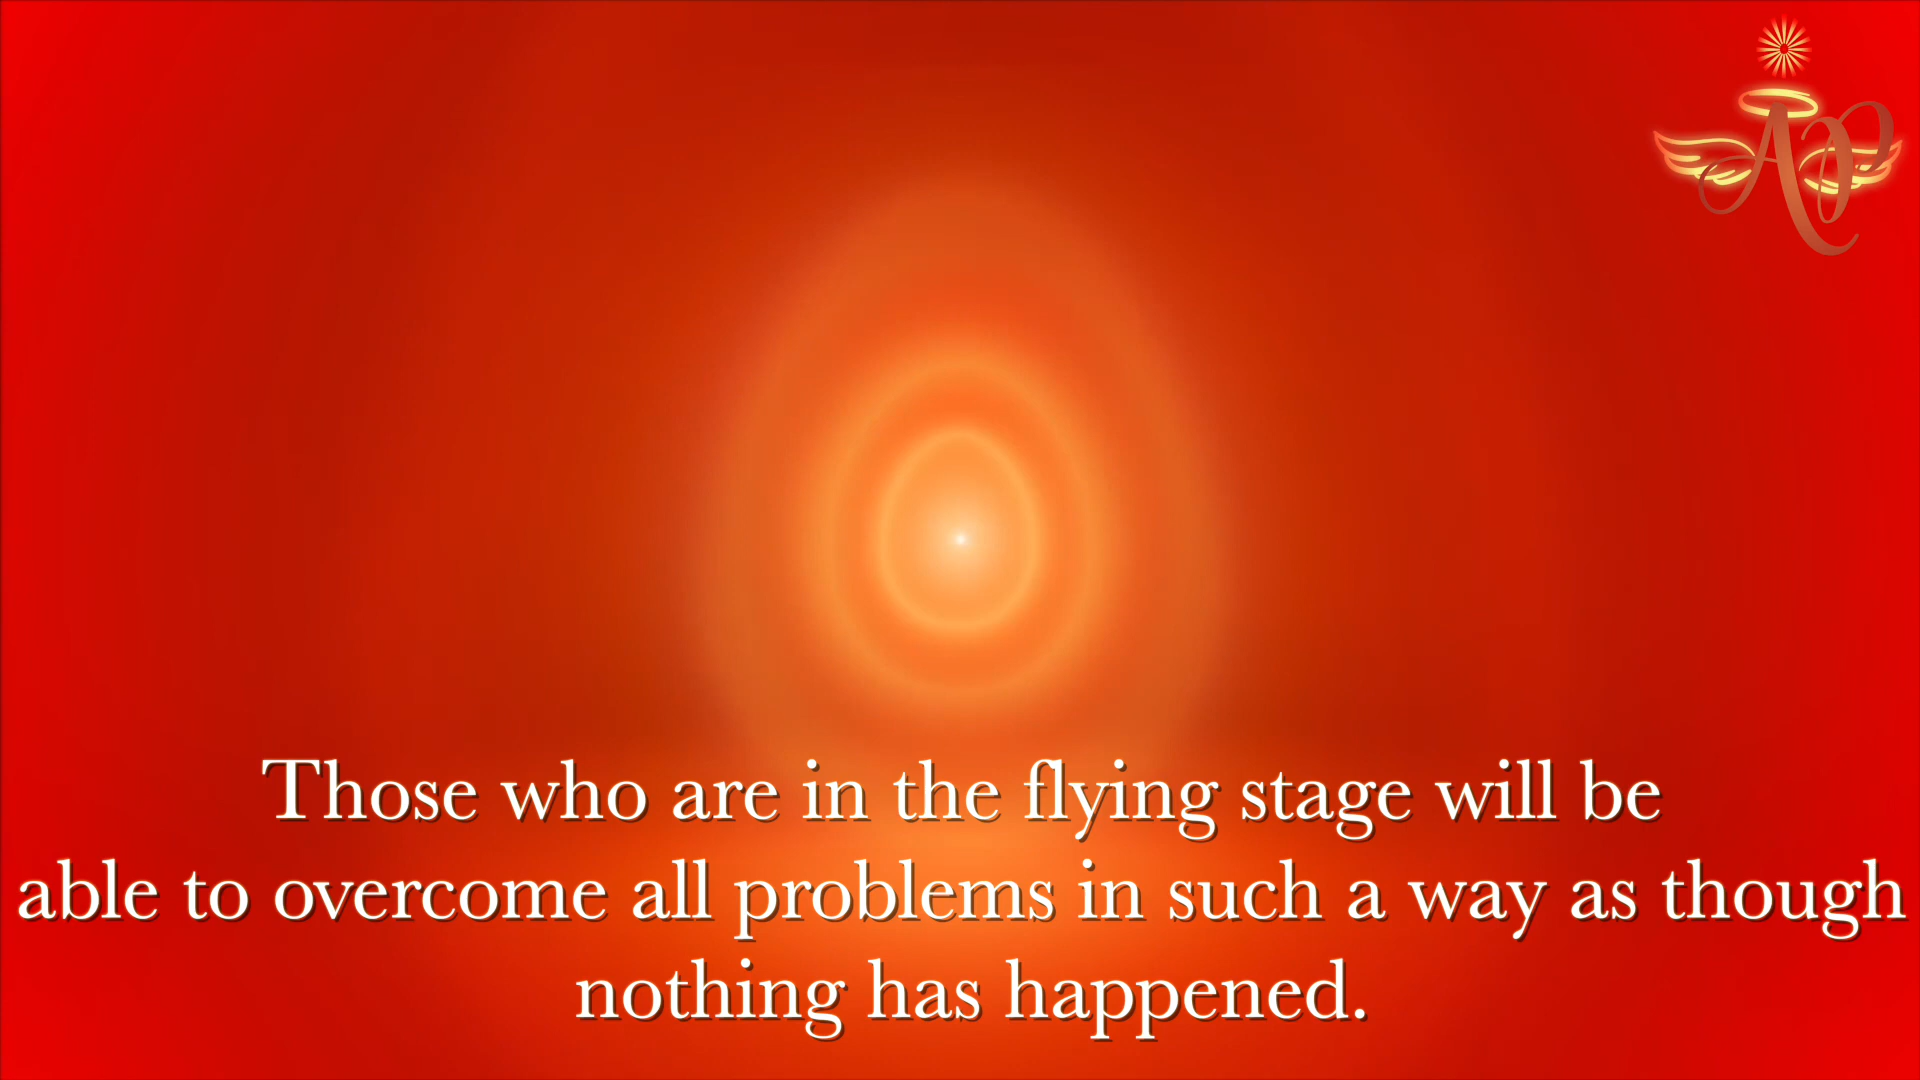 AP
Those who are in the flying stage will be
able to overcome all problems in such a way as though
nothing has happened.